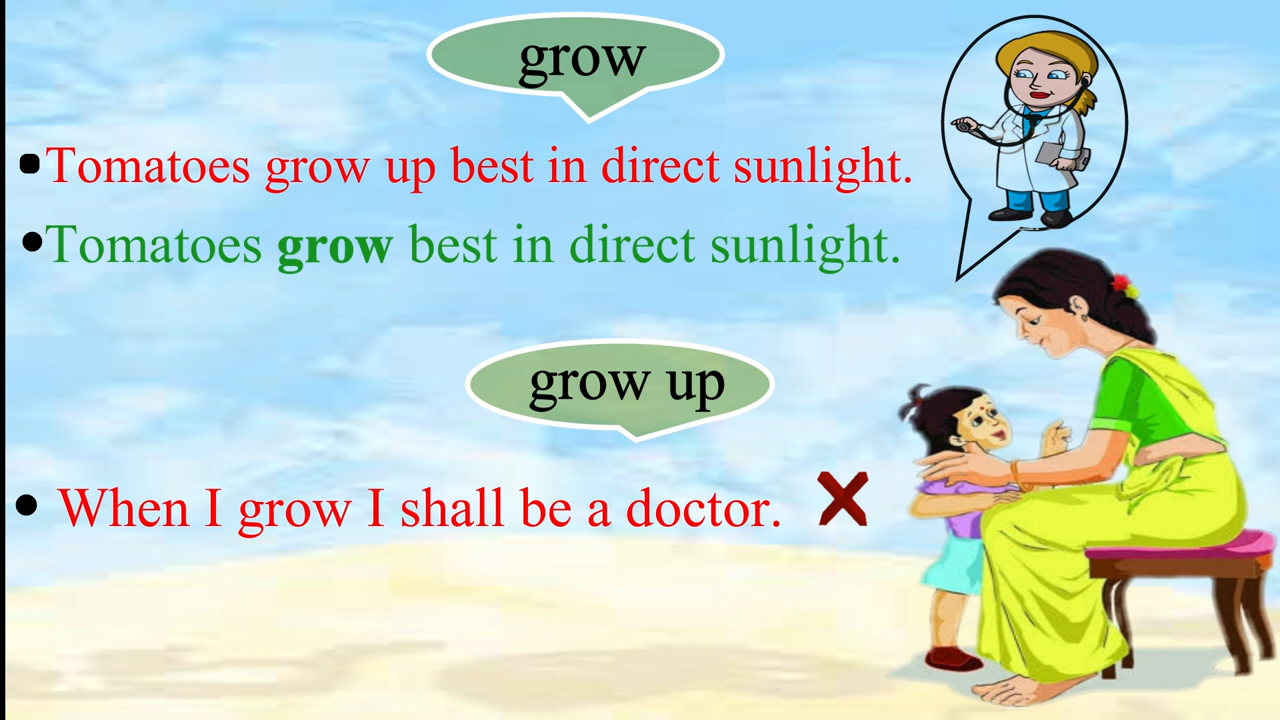 grow
Tomatoes grow up best in direct sunlight.
Tomatoes grow best in direct sunlight.
grow up
When I grow I shall be a doctor.